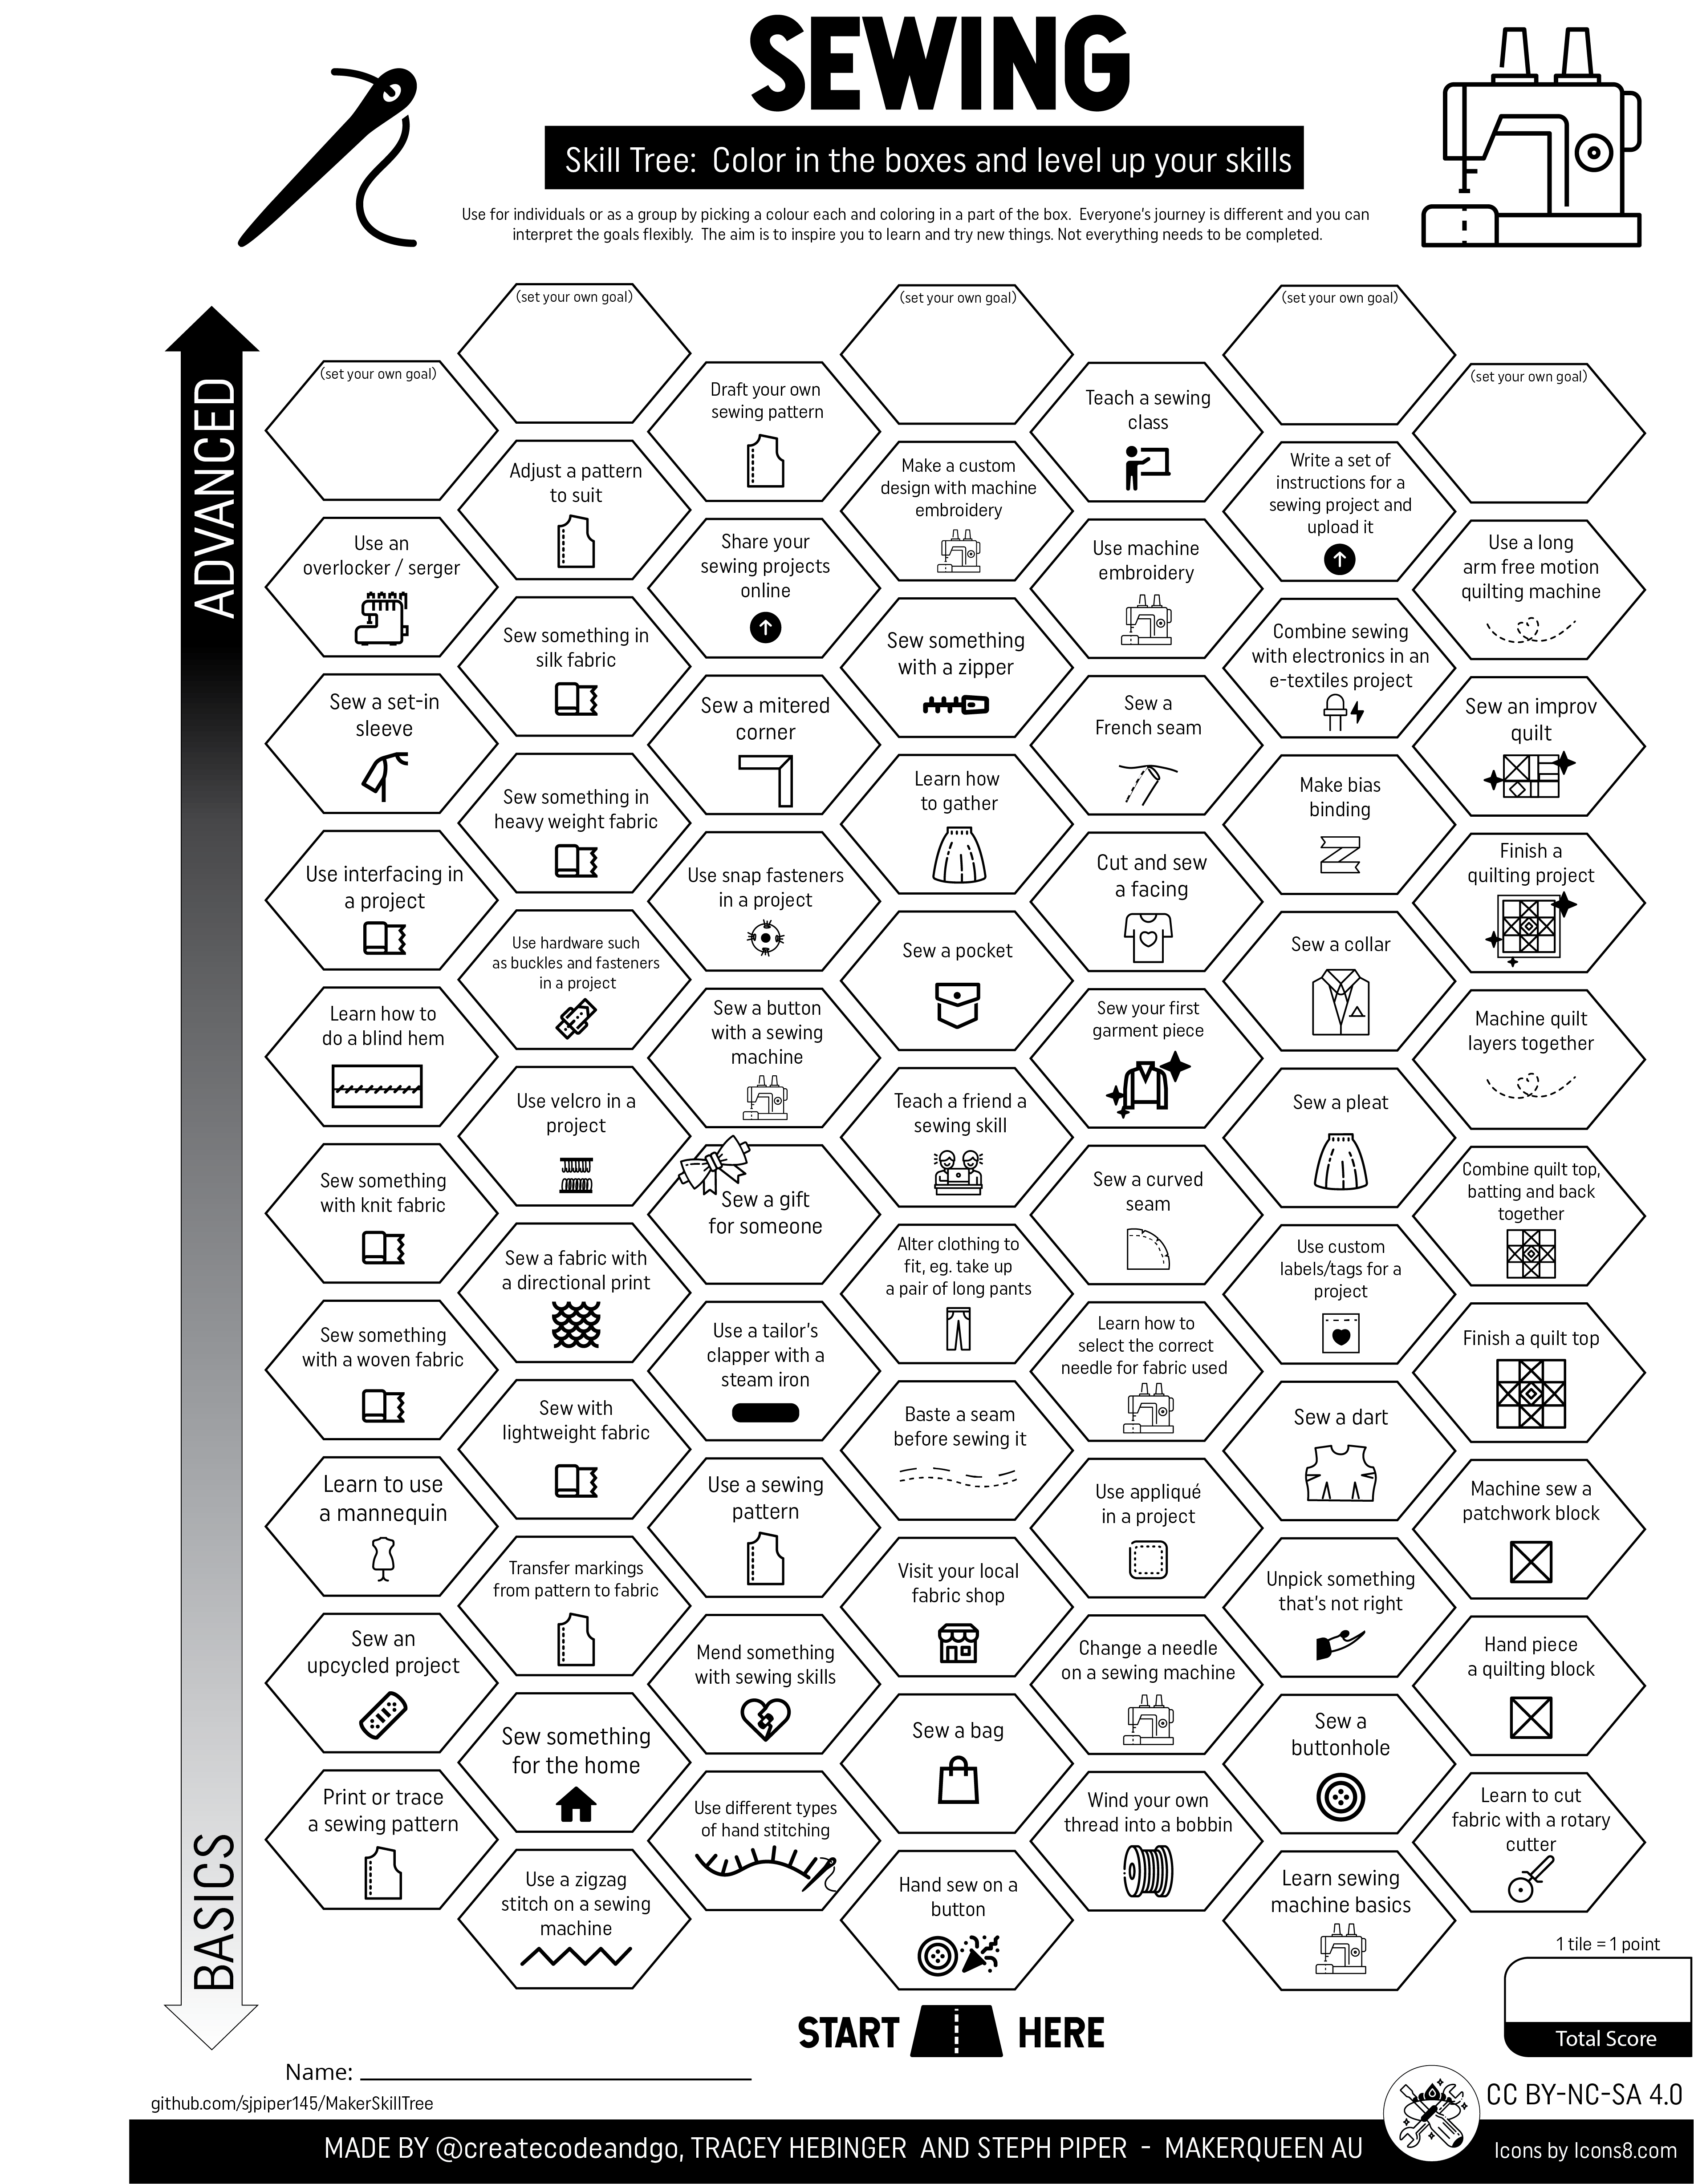 SEWING
Skill Tree:  Color in the boxes and level up your skills
Use for individuals or as a group by picking a colour each and coloring in a part of the box.  Everyone's journey is different and you can
interpret the goals flexibly.  The aim is to inspire you to learn and try new things. Not everything needs to be completed.
ADVANCED
BASICS
(set your own goal)
(set your own goal)
(set your own goal)
(set your own goal)
(set your own goal)
Draft your own
sewing pattern
Teach a sewing
class
Adjust a pattern
to suit
Make a custom
design with machine
embroidery
Write a set of
instructions for a
sewing project and
upload it
Use an
overlocker / serger
Share your
sewing projects
online
Use machine
embroidery
Use a long
arm free motion
quilting machine
Sew something in
silk fabric
Sew something
with a zipper
Combine sewing
with electronics in an
e-textiles project
Sew a set-in
sleeve
Sew a mitered
corner
Sew a
French seam
Sew an improv
quilt
Sew something in
heavy weight fabric
Learn how
to gather
Make bias
binding
Use interfacing in
a project
Use snap fasteners
in a project
Cut and sew
a facing
Finish a
quilting project
Use hardware such
as buckles and fasteners
in a project
Sew a pocket
Sew a collar
Learn how to
do a blind hem
Sew a button
with a sewing
machine
Sew your first
garment piece
Machine quilt
layers together
Use velcro in a
project
Teach a friend a
sewing skill
Sew a pleat
Sew something
with knit fabric
Sew a gift
for someone
Sew a curved
seam
Combine quilt top,
batting and back
together
Sew a fabric with
a directional print
Alter clothing to
fit, eg. take up
a pair of long pants
Use custom
labels/tags for a
project
Sew something
with a woven fabric
Use a tailor's
clapper with a
steam iron
Learn how to
select the correct
needle for fabric used
Finish a quilt top
Sew with
lightweight fabric
Baste a seam
before sewing it
Sew a dart
Learn to use
a mannequin
Use a sewing
pattern
Use appliqué
in a project
Machine sew a
patchwork block
Transfer markings
from pattern to fabric
Visit your local
fabric shop
Unpick something
that's not right
Sew an
upcycled project
Mend something
with sewing skills
Change a needle
on a sewing machine
Hand piece
a quilting block
Sew something
for the home
Sew a bag
Sew a
buttonhole
Print or trace
a sewing pattern
Use different types
of hand stitching
Wind your own
thread into a bobbin
Learn to cut
fabric with a rotary
cutter
Use a zigzag
stitch on a sewing
machine
Hand sew on a
button
Learn sewing
machine basics
1 tile = 1 point
Total Score
START HERE
Name:
github.com/sjpiper145/MakerSkillTree
CC BY-NC-SA 4.0
MADE BY @createcodeandgo, TRACEY HEBINGER  AND STEPH PIPER  -  MAKERQUEEN AU
Icons by Icons8.com